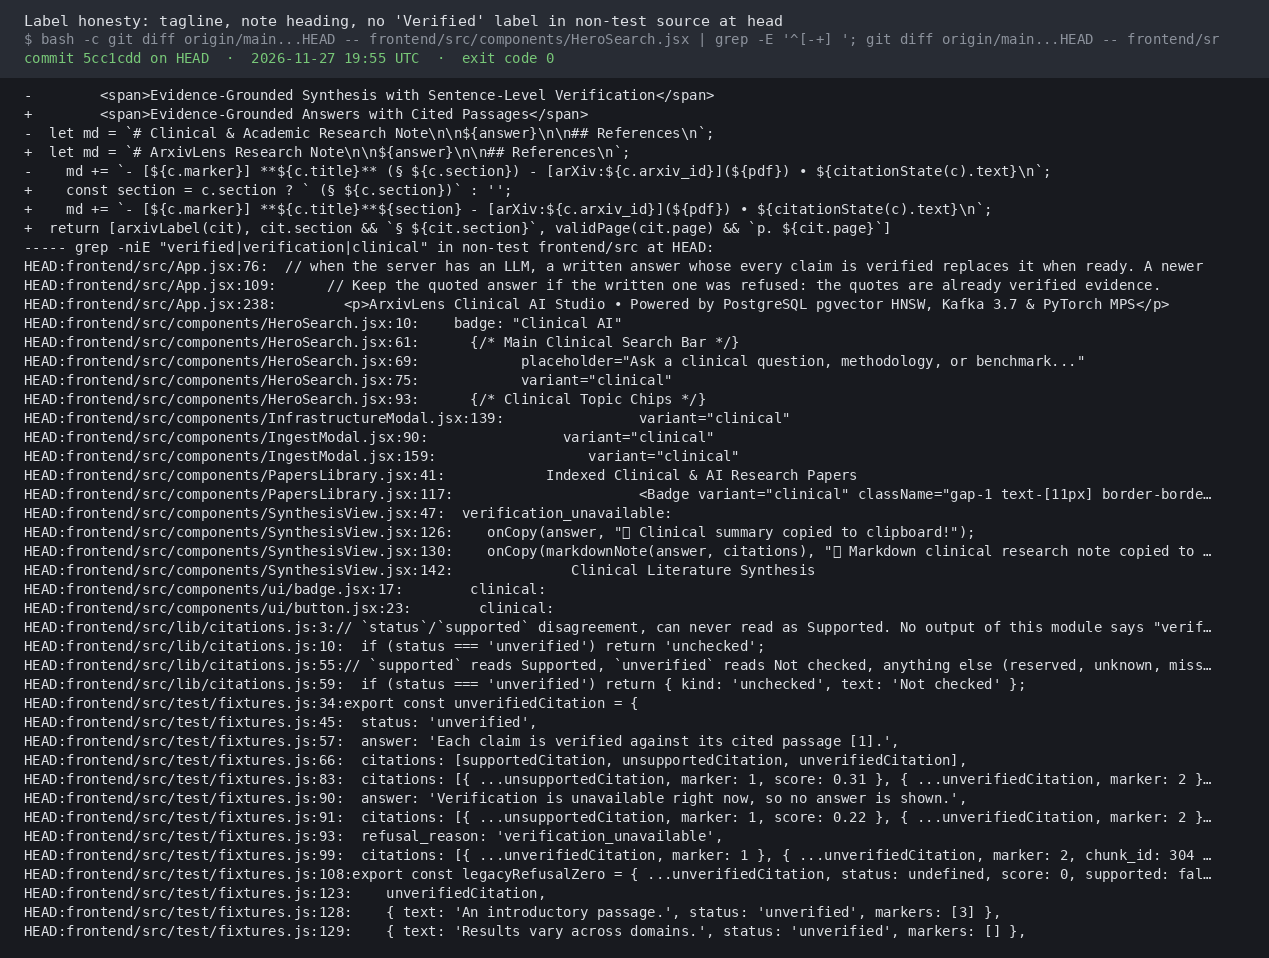 Label honesty: tagline, note heading, no 'Verified' label in non-test source at head
$ bash -c git diff origin/main...HEAD -- frontend/src/components/HeroSearch.jsx | grep -E '^[-+] '; git diff origin/main...HEAD -- frontend/sr
commit 5cc1cdd on HEAD  ·  2026-11-27 19:55 UTC  ·  exit code 0
-        <span>Evidence-Grounded Synthesis with Sentence-Level Verification</span>
+        <span>Evidence-Grounded Answers with Cited Passages</span>
-  let md = `# Clinical & Academic Research Note\n\n${answer}\n\n## References\n`;
+  let md = `# ArxivLens Research Note\n\n${answer}\n\n## References\n`;
-    md += `- [${c.marker}] **${c.title}** (§ ${c.section}) - [arXiv:${c.arxiv_id}](${pdf}) • ${citationState(c).text}\n`;
+    const section = c.section ? ` (§ ${c.section})` : '';
+    md += `- [${c.marker}] **${c.title}**${section} - [arXiv:${c.arxiv_id}](${pdf}) • ${citationState(c).text}\n`;
+  return [arxivLabel(cit), cit.section && `§ ${cit.section}`, validPage(cit.page) && `p. ${cit.page}`]
----- grep -niE "verified|verification|clinical" in non-test frontend/src at HEAD:
HEAD:frontend/src/App.jsx:76:  // when the server has an LLM, a written answer whose every claim is verified replaces it when ready. A newer
HEAD:frontend/src/App.jsx:109:      // Keep the quoted answer if the written one was refused: the quotes are already verified evidence.
HEAD:frontend/src/App.jsx:238:        <p>ArxivLens Clinical AI Studio • Powered by PostgreSQL pgvector HNSW, Kafka 3.7 & PyTorch MPS</p>
HEAD:frontend/src/components/HeroSearch.jsx:10:    badge: "Clinical AI"
HEAD:frontend/src/components/HeroSearch.jsx:61:      {/* Main Clinical Search Bar */}
HEAD:frontend/src/components/HeroSearch.jsx:69:            placeholder="Ask a clinical question, methodology, or benchmark..."
HEAD:frontend/src/components/HeroSearch.jsx:75:            variant="clinical"
HEAD:frontend/src/components/HeroSearch.jsx:93:      {/* Clinical Topic Chips */}
HEAD:frontend/src/components/InfrastructureModal.jsx:139:                variant="clinical"
HEAD:frontend/src/components/IngestModal.jsx:90:                variant="clinical"
HEAD:frontend/src/components/IngestModal.jsx:159:                  variant="clinical"
HEAD:frontend/src/components/PapersLibrary.jsx:41:            Indexed Clinical & AI Research Papers
HEAD:frontend/src/components/PapersLibrary.jsx:117:                      <Badge variant="clinical" className="gap-1 text-[11px] border-borde…
HEAD:frontend/src/components/SynthesisView.jsx:47:  verification_unavailable:
HEAD:frontend/src/components/SynthesisView.jsx:126:    onCopy(answer, "▯ Clinical summary copied to clipboard!");
HEAD:frontend/src/components/SynthesisView.jsx:130:    onCopy(markdownNote(answer, citations), "▯ Markdown clinical research note copied to …
HEAD:frontend/src/components/SynthesisView.jsx:142:              Clinical Literature Synthesis
HEAD:frontend/src/components/ui/badge.jsx:17:        clinical:
HEAD:frontend/src/components/ui/button.jsx:23:        clinical:
HEAD:frontend/src/lib/citations.js:3:// `status`/`supported` disagreement, can never read as Supported. No output of this module says "verif…
HEAD:frontend/src/lib/citations.js:10:  if (status === 'unverified') return 'unchecked';
HEAD:frontend/src/lib/citations.js:55:// `supported` reads Supported, `unverified` reads Not checked, anything else (reserved, unknown, miss…
HEAD:frontend/src/lib/citations.js:59:  if (status === 'unverified') return { kind: 'unchecked', text: 'Not checked' };
HEAD:frontend/src/test/fixtures.js:34:export const unverifiedCitation = {
HEAD:frontend/src/test/fixtures.js:45:  status: 'unverified',
HEAD:frontend/src/test/fixtures.js:57:  answer: 'Each claim is verified against its cited passage [1].',
HEAD:frontend/src/test/fixtures.js:66:  citations: [supportedCitation, unsupportedCitation, unverifiedCitation],
HEAD:frontend/src/test/fixtures.js:83:  citations: [{ ...unsupportedCitation, marker: 1, score: 0.31 }, { ...unverifiedCitation, marker: 2 }…
HEAD:frontend/src/test/fixtures.js:90:  answer: 'Verification is unavailable right now, so no answer is shown.',
HEAD:frontend/src/test/fixtures.js:91:  citations: [{ ...unsupportedCitation, marker: 1, score: 0.22 }, { ...unverifiedCitation, marker: 2 }…
HEAD:frontend/src/test/fixtures.js:93:  refusal_reason: 'verification_unavailable',
HEAD:frontend/src/test/fixtures.js:99:  citations: [{ ...unverifiedCitation, marker: 1 }, { ...unverifiedCitation, marker: 2, chunk_id: 304 …
HEAD:frontend/src/test/fixtures.js:108:export const legacyRefusalZero = { ...unverifiedCitation, status: undefined, score: 0, supported: fal…
HEAD:frontend/src/test/fixtures.js:123:    unverifiedCitation,
HEAD:frontend/src/test/fixtures.js:128:    { text: 'An introductory passage.', status: 'unverified', markers: [3] },
HEAD:frontend/src/test/fixtures.js:129:    { text: 'Results vary across domains.', status: 'unverified', markers: [] },